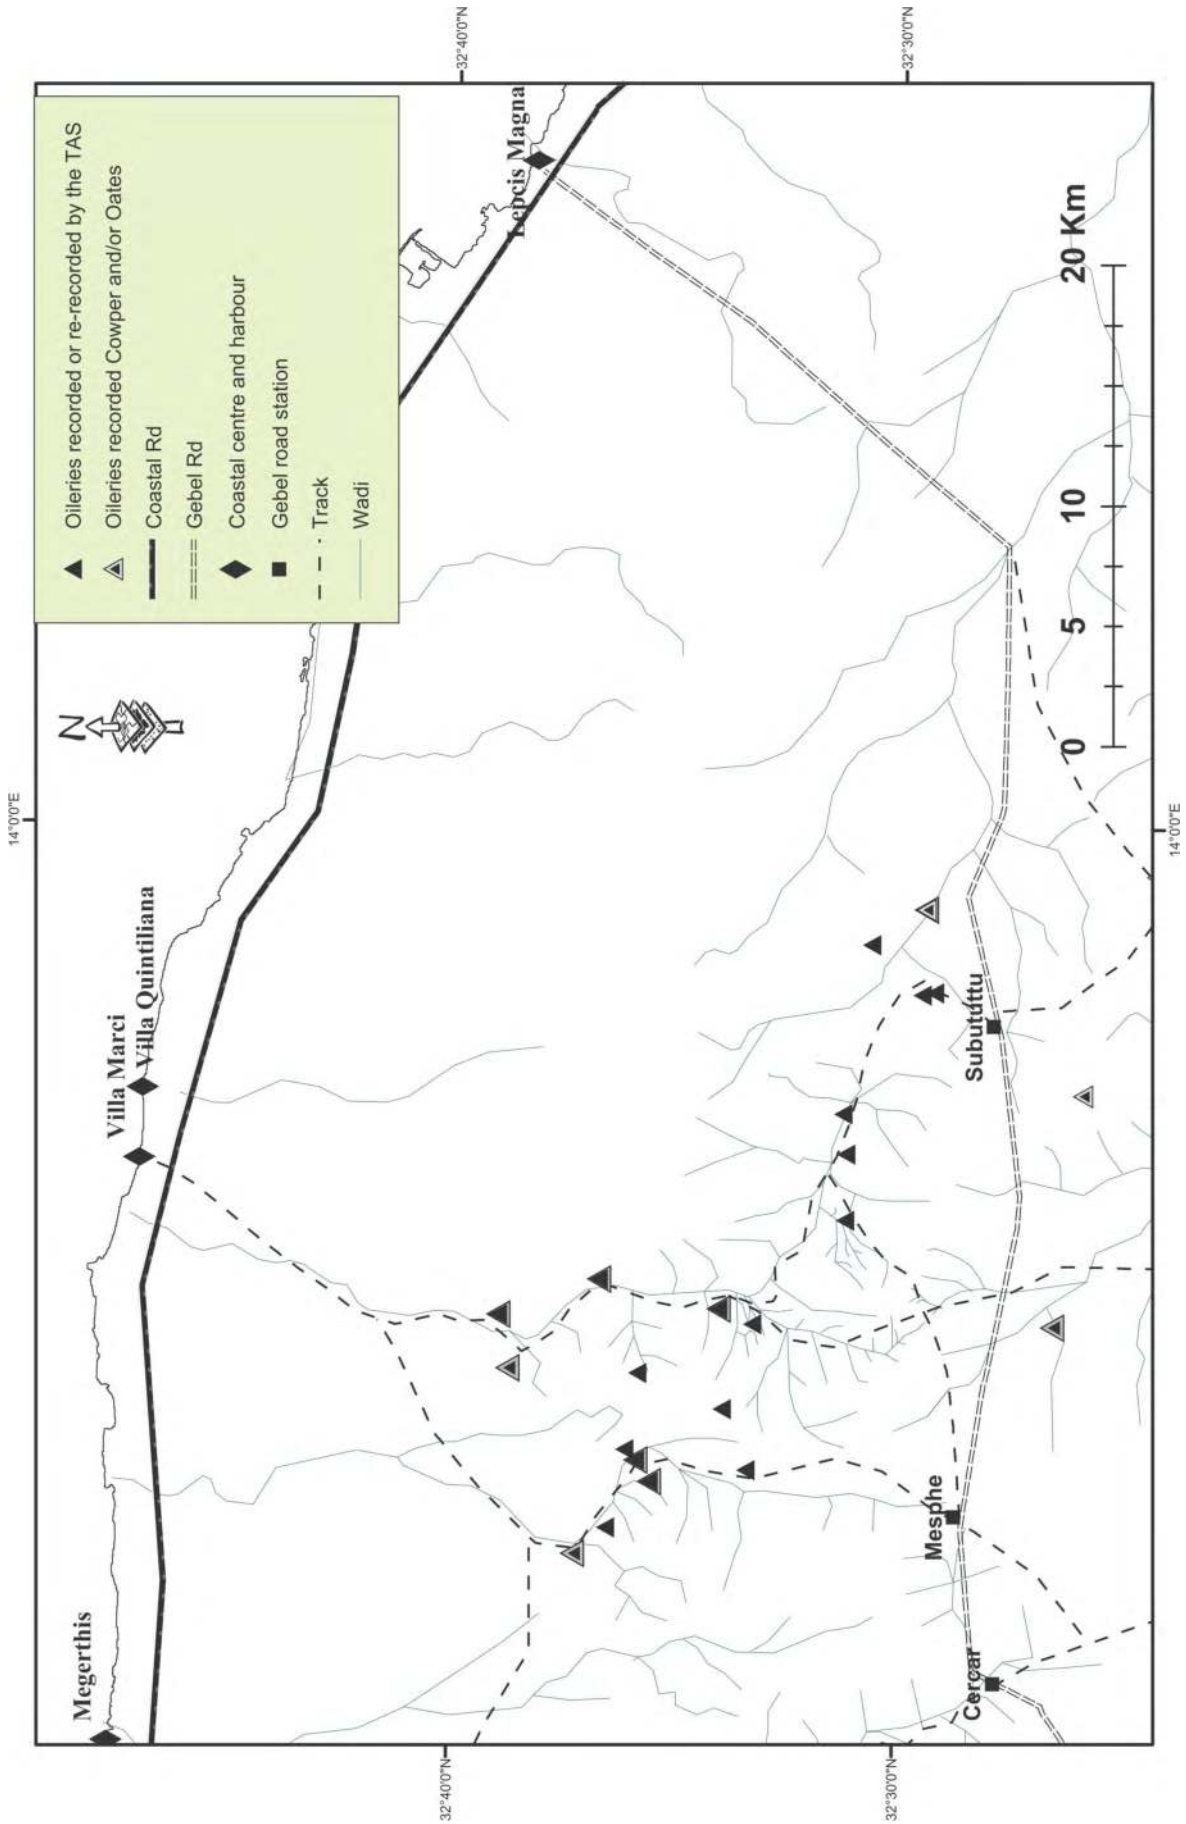 14°0'0"E
32°40'0"N
32°30'0"N
N
Oileries recorded or re-recorded by the TAS
Oileries recorded Cowper and/or Oates
Coastal Rd
Gebel Rd
Coastal centre and harbour
Gebel road station
Track
Wadi
Megerthis
Villa Marci
Villa Quintiliana
Lepcis Magna
Cercar
Mesphe
Subututtu
0 5 10 20 Km
32°40'0"N
32°30'0"N
14°0'0"E